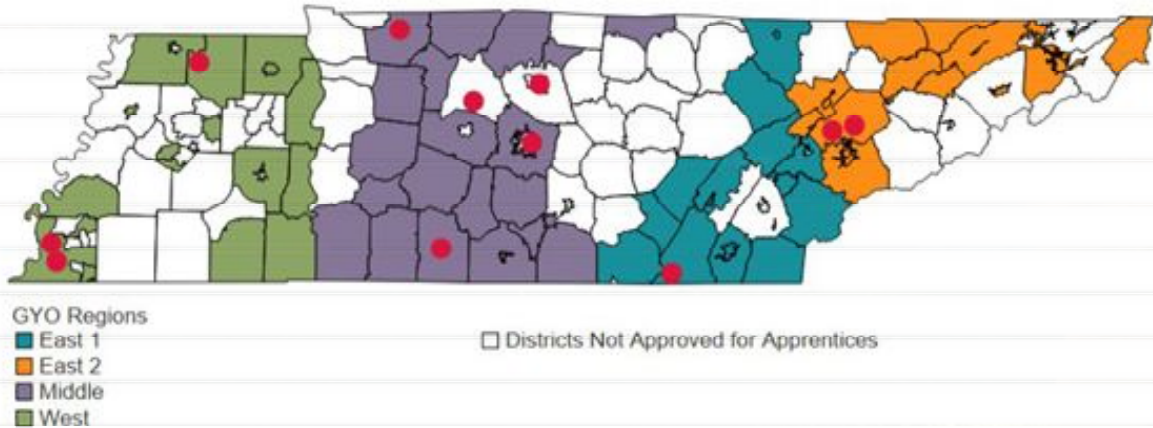 GYO Regions
East 1
Districts Not Approved for Apprentices
East 2
Middle
West